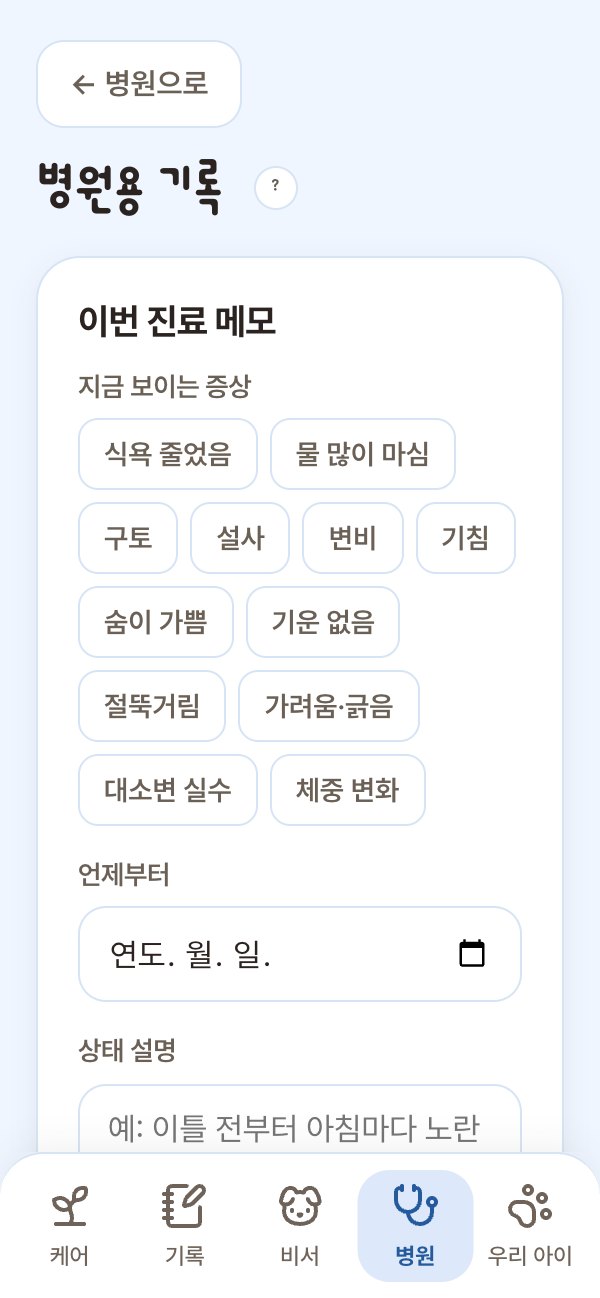 ← 병원으로
병원용 기록 ?
이번 진료 메모
지금 보이는 증상
식욕 줄었음 물 많이 마심
구토 설사 변비 기침
숨이 가쁨 기운 없음
절뚝거림 가려움·긁음
대소변 실수 체중 변화
언제부터
연도. 월. 일.
상태 설명
예: 이틀 전부터 아침마다 노란
케어 기록 비서 병원 우리 아이